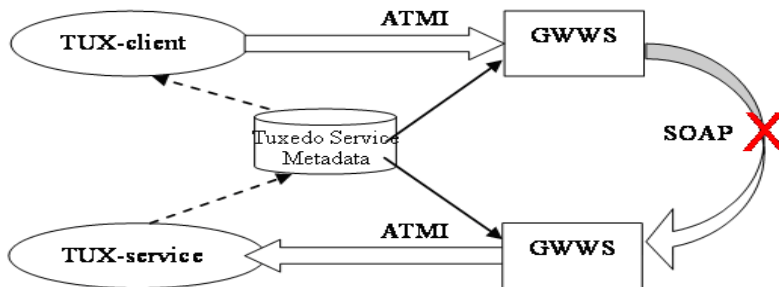 ATMI
TUX-client
GWWS
SOAP
Tuxedo Service
Metadata
ATMI
TUX-service
GWWS